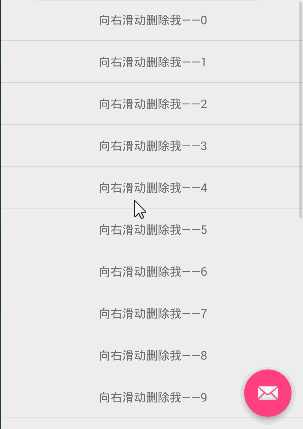 向右滑动删除我——0
向右滑动删除我——1
向右滑动删除我——2
向右滑动删除我——3
向右滑动删除我——4
向右滑动删除我——5
向右滑动删除我——6
向右滑动删除我——7
向右滑动删除我——8
向右滑动删除我——9